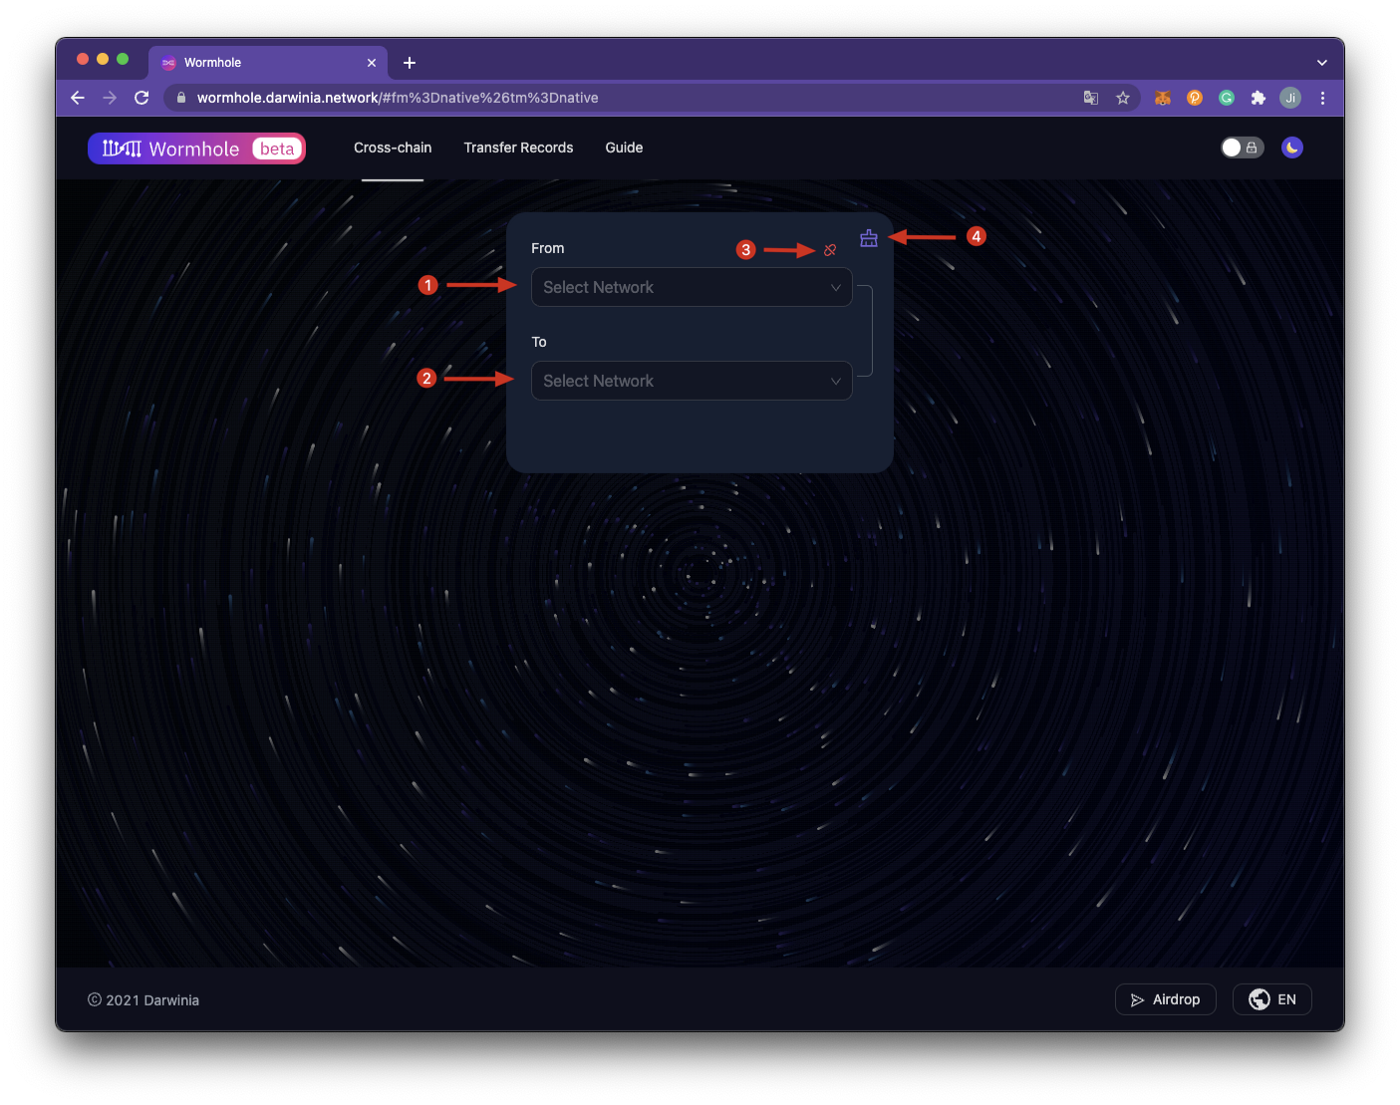 Wormhole
wormhole.darwinia.network/#fm%3Dnative%26tm%3Dnative
Ji
Wormhole beta
Cross-chain
Transfer Records
Guide
From
3
4
1
Select Network
To
2
Select Network
© 2021 Darwinia
Airdrop
EN